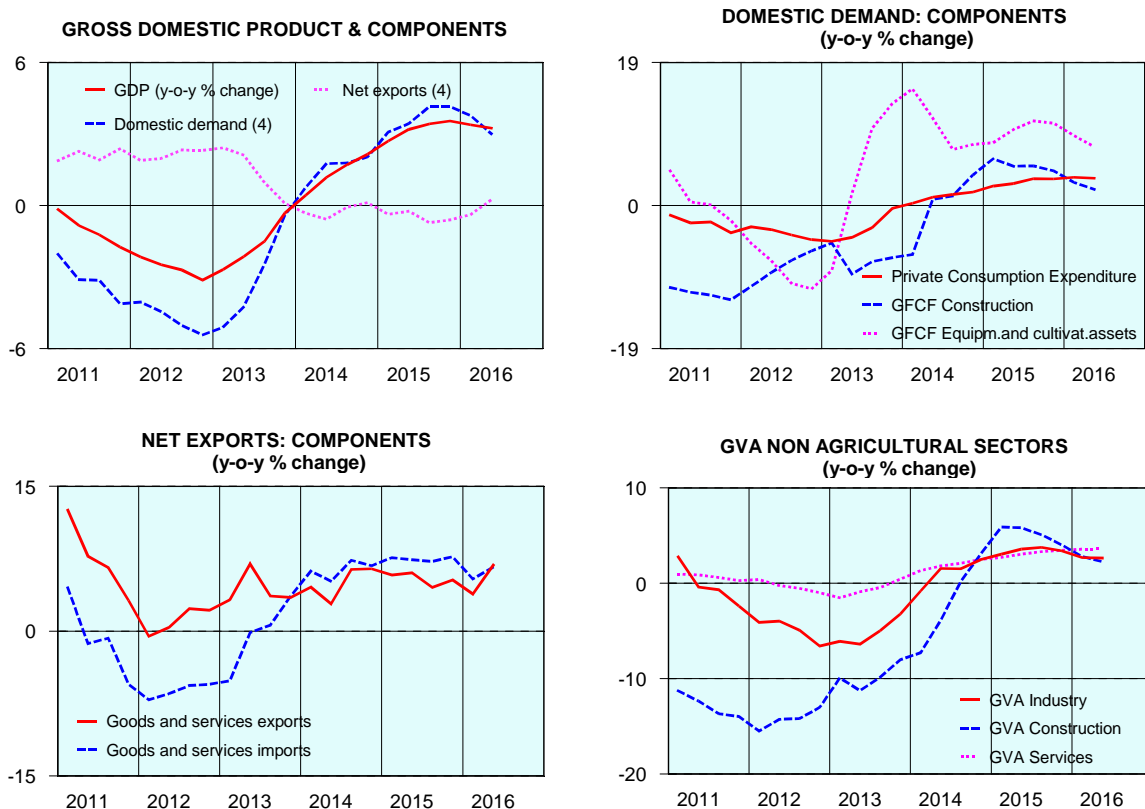 GROSS DOMESTIC PRODUCT & COMPONENTS
6
GDP (y-o-y % change)
Net exports (4)
Domestic demand (4)
0
-6
2011 2012 2013 2014 2015 2016
DOMESTIC DEMAND: COMPONENTS
(y-o-y % change)
19
0
Private Consumption Expenditure
GFCF Construction
GFCF Equipm.and cultivat.assets
-19
2011 2012 2013 2014 2015 2016
NET EXPORTS: COMPONENTS
(y-o-y % change)
15
0
Goods and services exports
Goods and services imports
-15
2011 2012 2013 2014 2015 2016
GVA NON AGRICULTURAL SECTORS
(y-o-y % change)
10
0
-10
GVA Industry
GVA Construction
GVA Services
-20
2011 2012 2013 2014 2015 2016